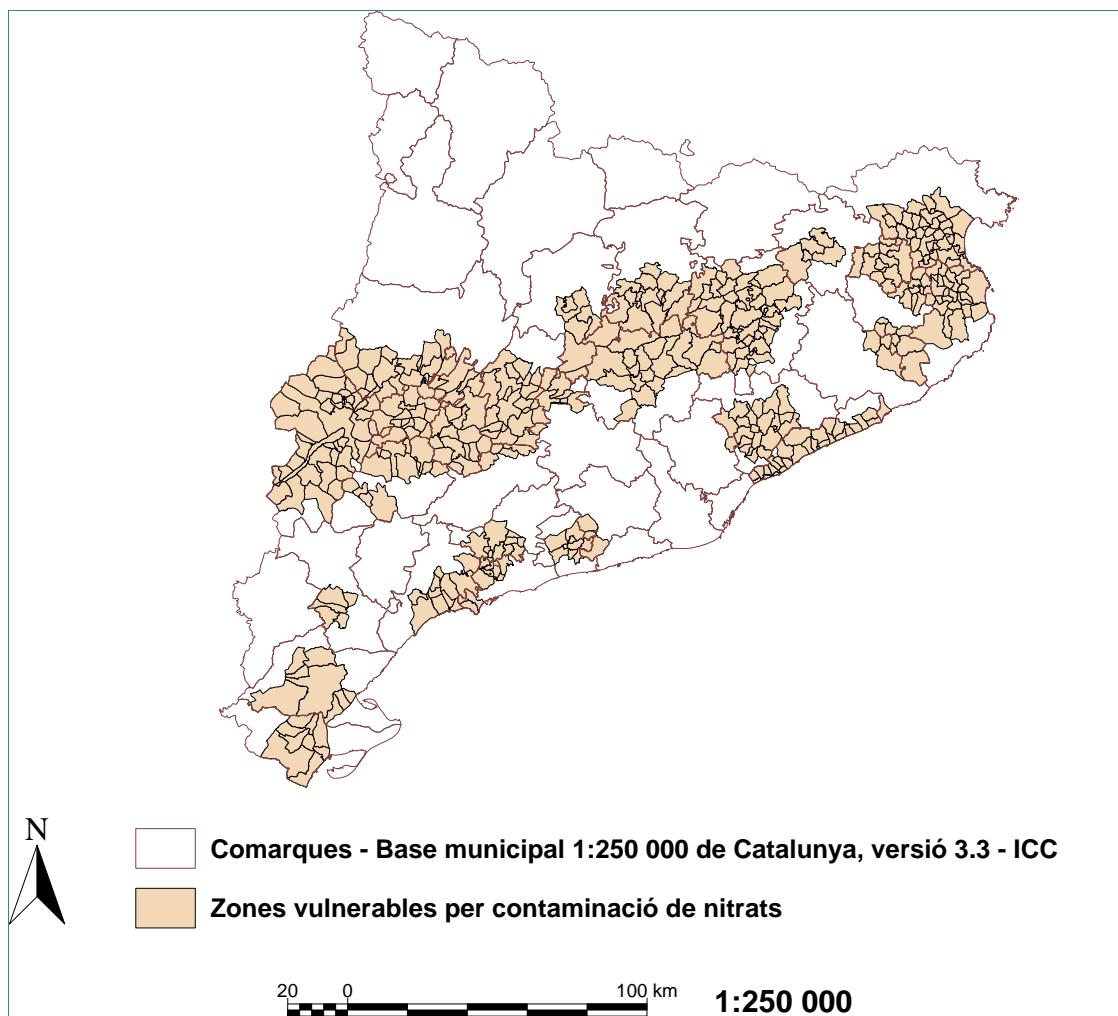 N
Comarques - Base municipal 1:250 000 de Catalunya, versió 3.3 - ICC
Zones vulnerables per contaminació de nitrats
20 0 100 km
1:250 000